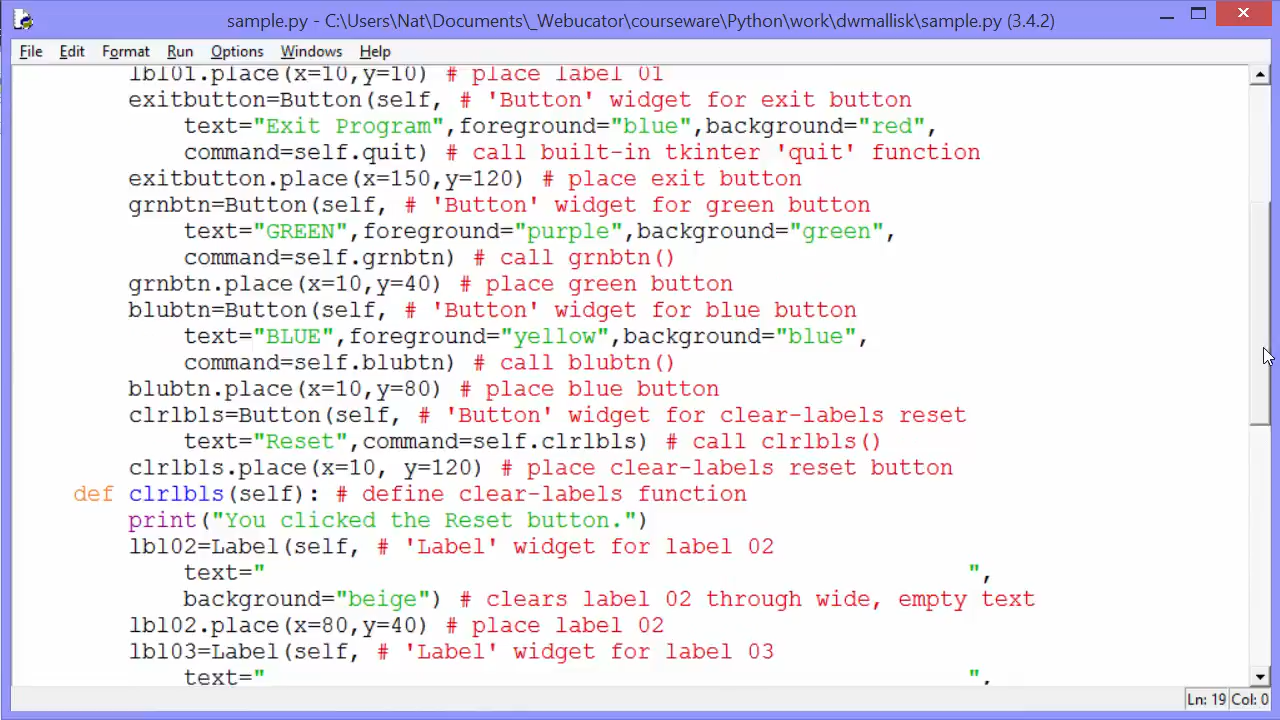 sample.py - C:\Users\Nat\Documents\_Webucator\courseware\Python\work\dwmallisk\sample.py (3.4.2)
File Edit Format Run Options Windows Help
lbl01.place(x=10,y=10) # place label 01
exitbutton=Button(self, # 'Button' widget for exit button
text="Exit Program",foreground="blue",background="red",
command=self.quit) # call built-in tkinter 'quit' function
exitbutton.place(x=150,y=120) # place exit button
grnbtn=Button(self, # 'Button' widget for green button
text="GREEN",foreground="purple",background="green",
command=self.grnbtn) # call grnbtn()
grnbtn.place(x=10,y=40) # place green button
blubtn=Button(self, # 'Button' widget for blue button
text="BLUE",foreground="yellow",background="blue",
command=self.blubtn) # call blubtn()
blubtn.place(x=10,y=80) # place blue button
clrlbls=Button(self, # 'Button' widget for clear-labels reset
text="Reset",command=self.clrlbls) # call clrlbls()
clrlbls.place(x=10, y=120) # place clear-labels reset button
def clrlbls(self): # define clear-labels function
print("You clicked the Reset button.")
lbl02=Label(self, # 'Label' widget for label 02
text="                                                   ",
background="beige") # clears label 02 through wide, empty text
lbl02.place(x=80,y=40) # place label 02
lbl03=Label(self, # 'Label' widget for label 03
text="                                                   ",
Ln: 19 Col: 0